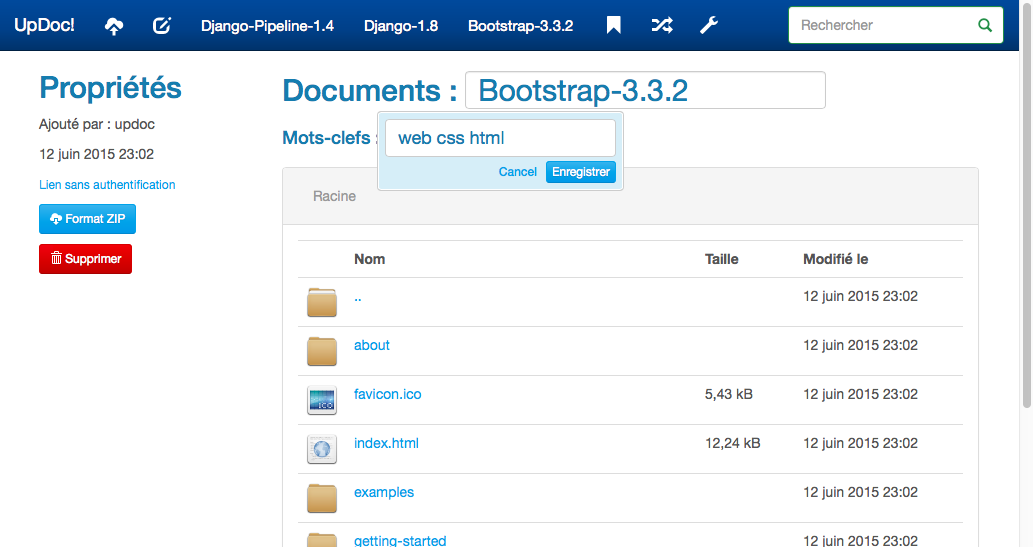 UpDoc! Django-Pipeline-1.4 Django-1.8 Bootstrap-3.3.2 Rechercher
Propriétés
Ajouté par : updoc
12 juin 2015 23:02
Lien sans authentification
Format ZIP
Supprimer
Documents : Bootstrap-3.3.2
Mots-clefs :
web css html
Cancel Enregistrer
Racine
Nom Taille Modifié le
.. 12 juin 2015 23:02
about 12 juin 2015 23:02
ICO
favicon.ico 5,43 kB 12 juin 2015 23:02
index.html 12,24 kB 12 juin 2015 23:02
examples 12 juin 2015 23:02
getting-started 12 juin 2015 23:02